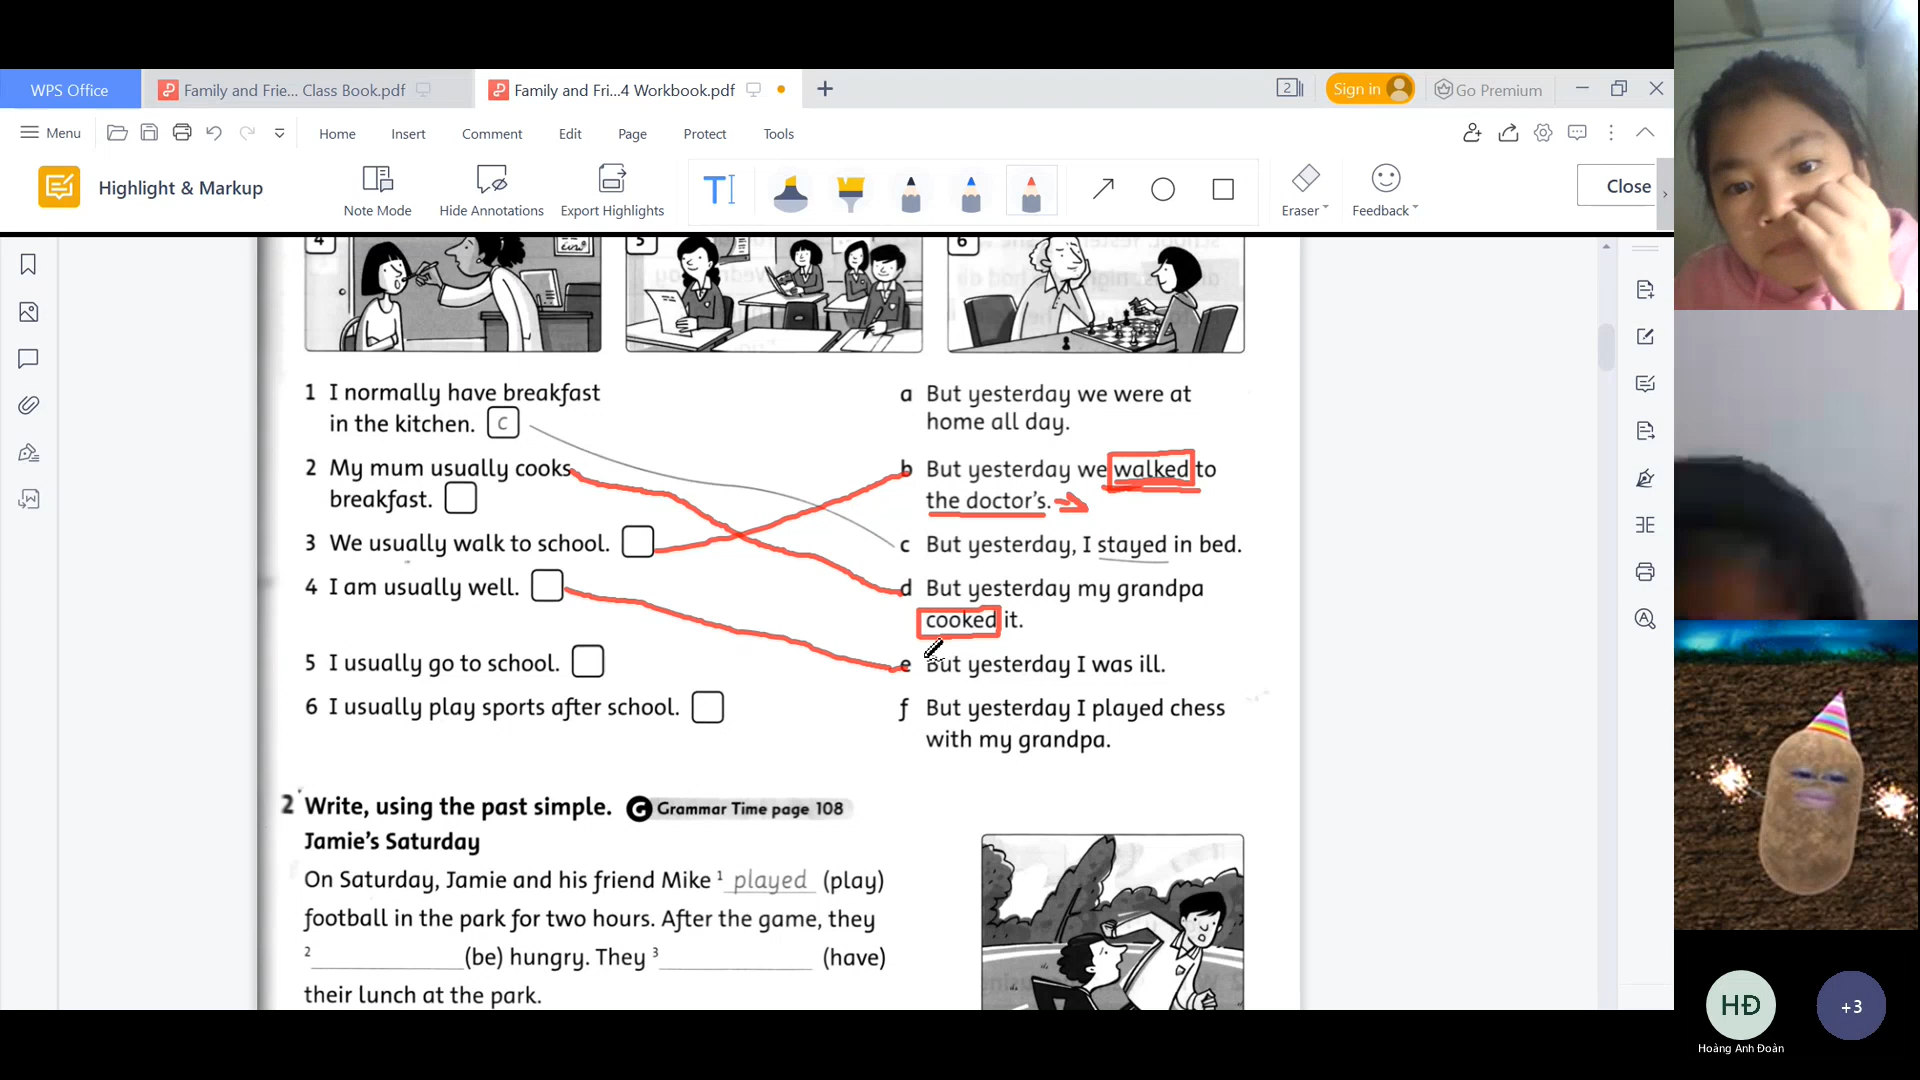 WPS Office
Family and Frie... Class Book.pdf
Family and Fri...4 Workbook.pdf
+
2
Sign in
Go Premium
Menu
Home
Insert
Comment
Edit
Page
Protect
Tools
Highlight & Markup
Note Mode
Hide Annotations
Export Highlights
T
Eraser
Feedback
Close
4
5
6
1 I normally have breakfast
in the kitchen. c
2 My mum usually cooks
breakfast.
3 We usually walk to school.
4 I am usually well.
5 I usually go to school.
6 I usually play sports after school.
a But yesterday we were at
home all day.
b But yesterday we walked to
the doctor's.
c But yesterday, I stayed in bed.
d But yesterday my grandpa
cooked it.
e But yesterday I was ill.
f But yesterday I played chess
with my grandpa.
2 Write, using the past simple. G Grammar Time page 108
Jamie's Saturday
On Saturday, Jamie and his friend Mike 1 played (play)
football in the park for two hours. After the game, they
2 ____________ (be) hungry. They 3 ____________ (have)
their lunch at the park.
HĐ
Hoàng Anh Đoàn
+3